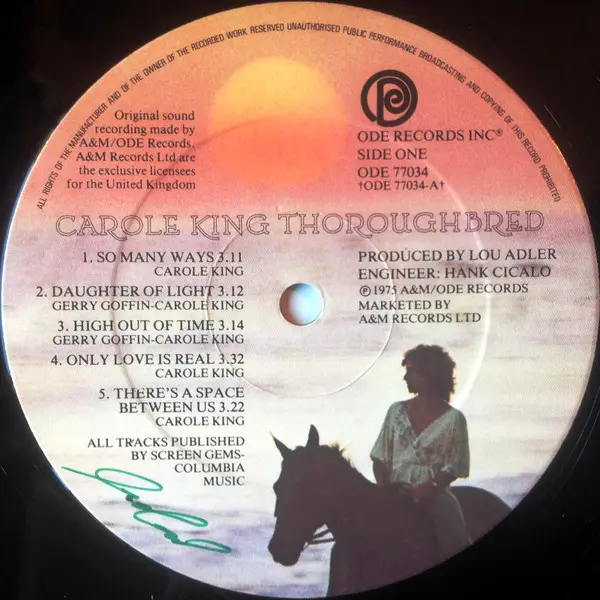 ALL RIGHTS OF THE MANUFACTURER AND OF THE OWNER OF THE RECORDED WORK RESERVED UNAUTHORISED PUBLIC PERFORMANCE BROADCASTING AND COPYING OF THIS RECORD PROHIBITED
Original sound
recording made by
A&M/ODE Records,
A&M Records Ltd are
the exclusive licensees
for the United Kingdom
ODE RECORDS INC®
SIDE ONE
ODE 77034
†ODE 77034-A†
CAROLE KING THOROUGHBRED
1. SO MANY WAYS 3.11
CAROLE KING
2. DAUGHTER OF LIGHT 3.12
GERRY GOFFIN-CAROLE KING
3. HIGH OUT OF TIME 3.14
GERRY GOFFIN-CAROLE KING
4. ONLY LOVE IS REAL 3.32
CAROLE KING
5. THERE'S A SPACE
BETWEEN US 3.22
CAROLE KING
ALL TRACKS PUBLISHED
BY SCREEN GEMS-
COLUMBIA
MUSIC
PRODUCED BY LOU ADLER
ENGINEER: HANK CICALO
℗ 1975 A&M/ODE RECORDS
MARKETED BY
A&M RECORDS LTD